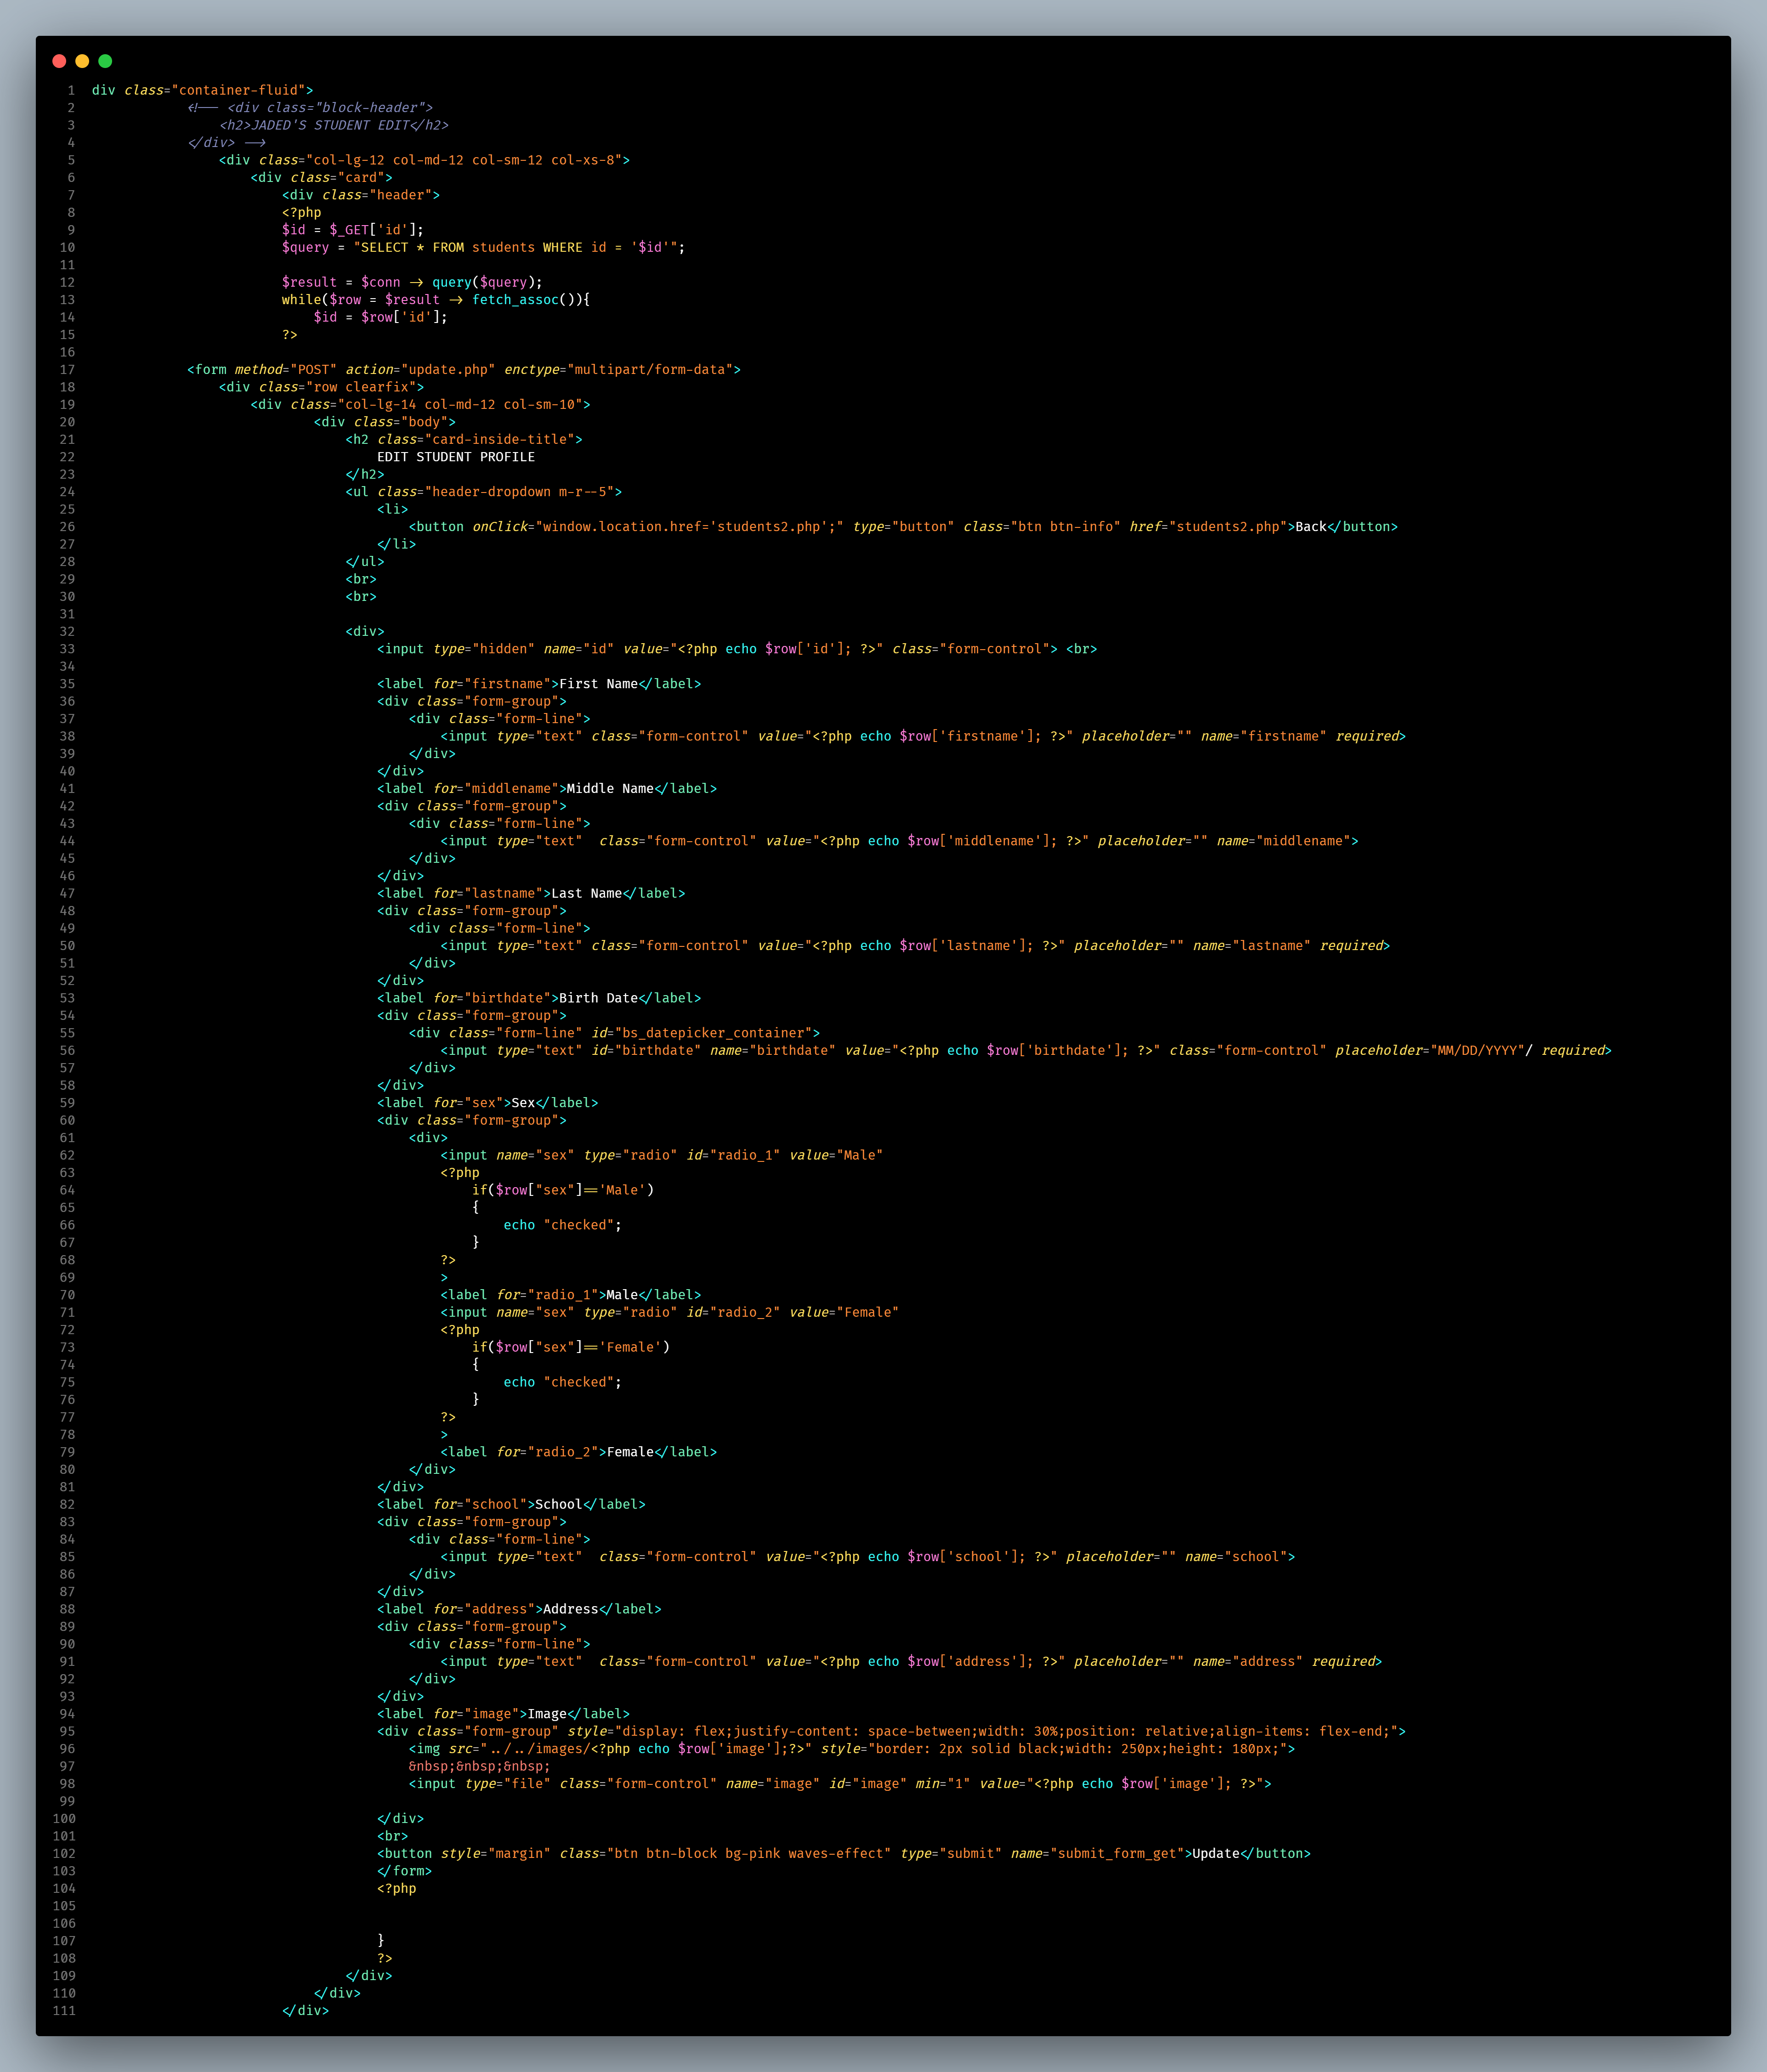 1 div class="container-fluid">
2 <!-- <div class="block-header">
3 <h2>JADED'S STUDENT EDIT</h2>
4 </div> -->
5 <div class="col-lg-12 col-md-12 col-sm-12 col-xs-8">
6 <div class="card">
7 <div class="header">
8 <?php
9 $id = $_GET['id'];
10 $query = "SELECT * FROM students WHERE id = '$id'";
11
12 $result = $conn -> query($query);
13 while($row = $result -> fetch_assoc()){
14 $id = $row['id'];
15 ?>
16
17 <form method="POST" action="update.php" enctype="multipart/form-data">
18 <div class="row clearfix">
19 <div class="col-lg-14 col-md-12 col-sm-10">
20 <div class="body">
21 <h2 class="card-inside-title">
22 EDIT STUDENT PROFILE
23 </h2>
24 <ul class="header-dropdown m-r--5">
25 <li>
26 <button onClick="window.location.href='students2.php';" type="button" class="btn btn-info" href="students2.php">Back</button>
27 </li>
28 </ul>
29 <br>
30 <br>
31
32 <div>
33 <input type="hidden" name="id" value="<?php echo $row['id']; ?>" class="form-control"> <br>
34
35 <label for="firstname">First Name</label>
36 <div class="form-group">
37 <div class="form-line">
38 <input type="text" class="form-control" value="<?php echo $row['firstname']; ?>" placeholder="" name="firstname" required>
39 </div>
40 </div>
41 <label for="middlename">Middle Name</label>
42 <div class="form-group">
43 <div class="form-line">
44 <input type="text"  class="form-control" value="<?php echo $row['middlename']; ?>" placeholder="" name="middlename">
45 </div>
46 </div>
47 <label for="lastname">Last Name</label>
48 <div class="form-group">
49 <div class="form-line">
50 <input type="text" class="form-control" value="<?php echo $row['lastname']; ?>" placeholder="" name="lastname" required>
51 </div>
52 </div>
53 <label for="birthdate">Birth Date</label>
54 <div class="form-group">
55 <div class="form-line" id="bs_datepicker_container">
56 <input type="text" id="birthdate" name="birthdate" value="<?php echo $row['birthdate']; ?>" class="form-control" placeholder="MM/DD/YYYY"/ required>
57 </div>
58 </div>
59 <label for="sex">Sex</label>
60 <div class="form-group">
61 <div>
62 <input name="sex" type="radio" id="radio_1" value="Male"
63 <?php
64 if($row["sex"]=='Male')
65 {
66 echo "checked";
67 }
68 ?>
69 >
70 <label for="radio_1">Male</label>
71 <input name="sex" type="radio" id="radio_2" value="Female"
72 <?php
73 if($row["sex"]=='Female')
74 {
75 echo "checked";
76 }
77 ?>
78 >
79 <label for="radio_2">Female</label>
80 </div>
81 </div>
82 <label for="school">School</label>
83 <div class="form-group">
84 <div class="form-line">
85 <input type="text"  class="form-control" value="<?php echo $row['school']; ?>" placeholder="" name="school">
86 </div>
87 </div>
88 <label for="address">Address</label>
89 <div class="form-group">
90 <div class="form-line">
91 <input type="text"  class="form-control" value="<?php echo $row['address']; ?>" placeholder="" name="address" required>
92 </div>
93 </div>
94 <label for="image">Image</label>
95 <div class="form-group" style="display: flex;justify-content: space-between;width: 30%;position: relative;align-items: flex-end;">
96 <img src="../../images/<?php echo $row['image'];?>" style="border: 2px solid black;width: 250px;height: 180px;">
97 &nbsp;&nbsp;&nbsp;
98 <input type="file" class="form-control" name="image" id="image" min="1" value="<?php echo $row['image']; ?>">
99
100 </div>
101 <br>
102 <button style="margin" class="btn btn-block bg-pink waves-effect" type="submit" name="submit_form_get">Update</button>
103 </form>
104 <?php
105
106
107 }
108 ?>
109 </div>
110 </div>
111 </div>